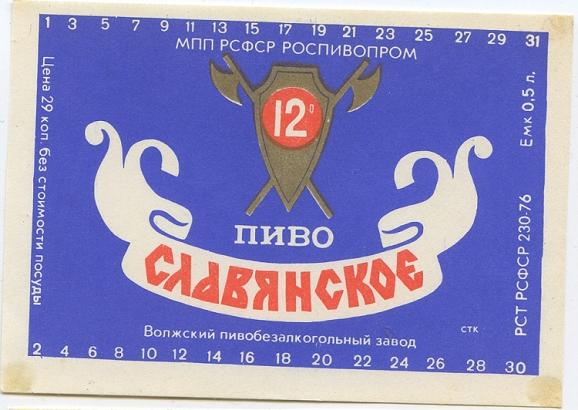 1 3 5 7 9 11 13 15 17 19 21 23 25 27 29 31
МПП РСФСР РОСПИВОПРОМ
12°
Цена 29 коп. без стоимости посуды
Емк 0,5 л.
РСТ РСФСР 230-76
ПИВО
СЛАВЯНСКОЕ
Волжский пивобезалкогольный завод
стк
2 4 6 8 10 12 14 16 18 20 22 24 26 28 30